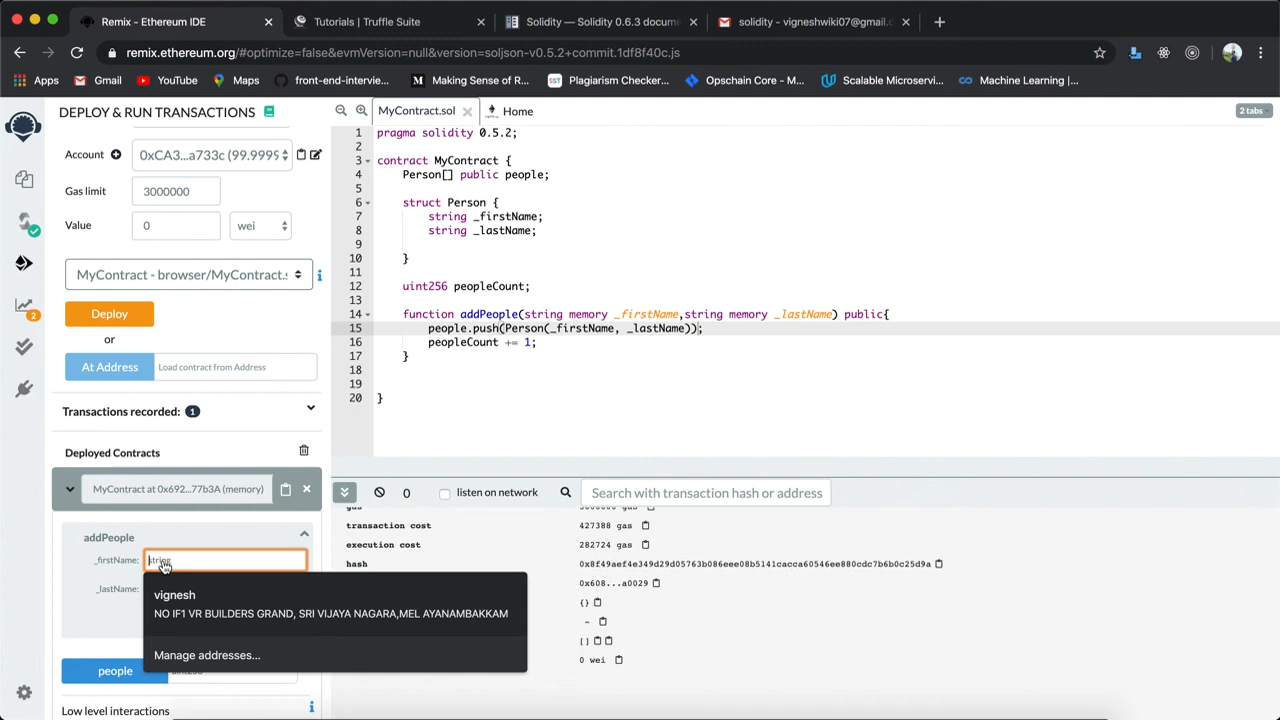 Remix - Ethereum IDE
Tutorials | Truffle Suite
Solidity — Solidity 0.6.3 docume
solidity - vigneshwiki07@gmail.c
remix.ethereum.org/#optimize=false&evmVersion=null&version=soljson-v0.5.2+commit.1df8f40c.js
Apps
Gmail
YouTube
Maps
front-end-intervie...
Making Sense of R...
Plagiarism Checker...
Opschain Core - M...
Scalable Microservi...
Machine Learning |...
DEPLOY & RUN TRANSACTIONS
MyContract.sol
Home
2 tabs
Account
0xCA3...a733c (99.9999
Gas limit
3000000
Value
0
wei
MyContract - browser/MyContract.s
Deploy
or
At Address
Load contract from Address
Transactions recorded: 1
Deployed Contracts
MyContract at 0x692...77b3A (memory)
addPeople
_firstName:
string
_lastName:
vignesh
NO IF1 VR BUILDERS GRAND, SRI VIJAYA NAGARA,MEL AYANAMBAKKAM
Manage addresses...
people
uint256
Low level interactions
2
1 pragma solidity 0.5.2;
2
3 contract MyContract {
4 Person[] public people;
5
6 struct Person {
7 string _firstName;
8 string _lastName;
9
10 }
11
12 uint256 peopleCount;
13
14 function addPeople(string memory _firstName,string memory _lastName) public{
15 people.push(Person(_firstName, _lastName));
16 peopleCount += 1;
17 }
18
19
20 }
0
listen on network
Search with transaction hash or address
gas 3000000 gas
transaction cost 427388 gas
execution cost 282724 gas
hash 0x8f49aef4e349d29d05763b086eee08b5141cacca60546ee880cdc7b6b0c25d9a
0x608...a0029
{}
-
[]
0 wei